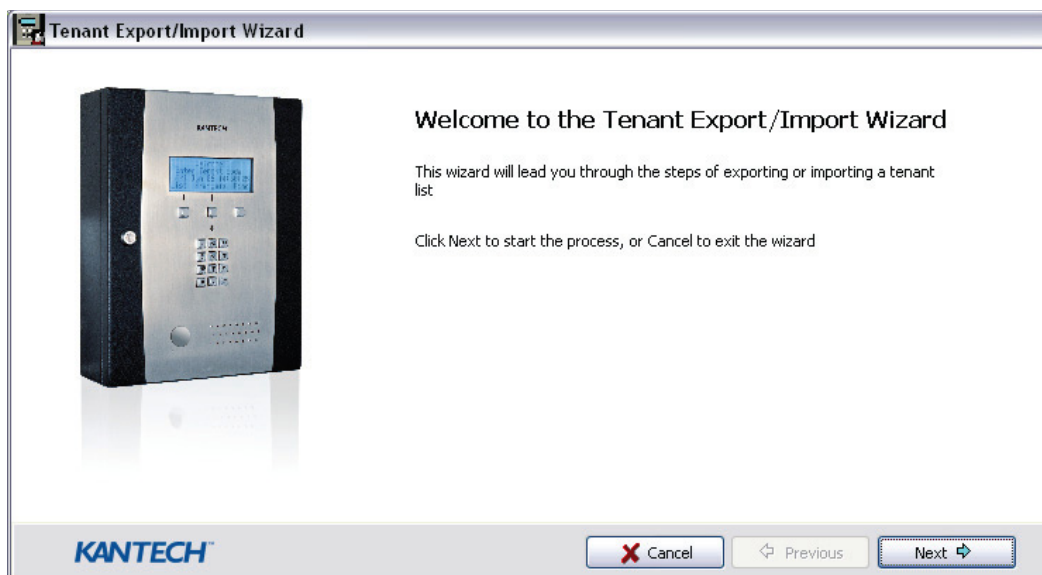 Tenant Export/Import Wizard
KANTECH
Welcome to the Tenant Export/Import Wizard
This wizard will lead you through the steps of exporting or importing a tenant
list
Click Next to start the process, or Cancel to exit the wizard
KANTECH™
Cancel
Previous
Next